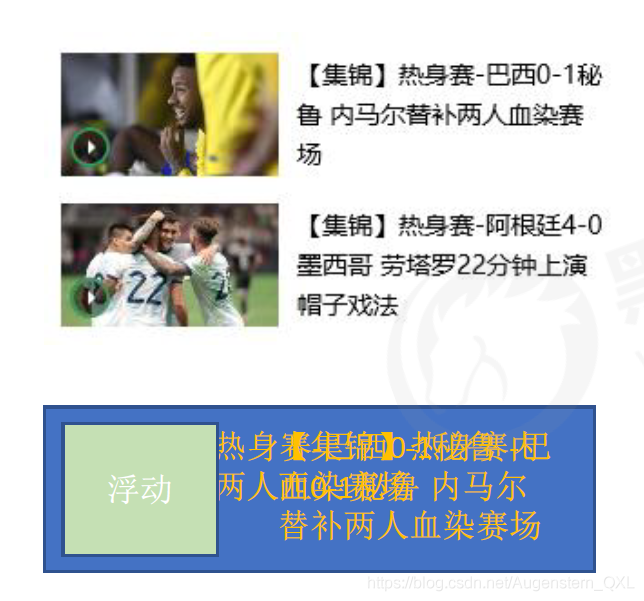 【集锦】热身赛-巴西0-1秘
鲁 内马尔替补两人血染赛
场
【集锦】热身赛-阿根廷4-0
墨西哥 劳塔罗22分钟上演
帽子戏法
22
浮动
替补两人血染赛场
https://blog.csdn.net/Augenstern_QXL